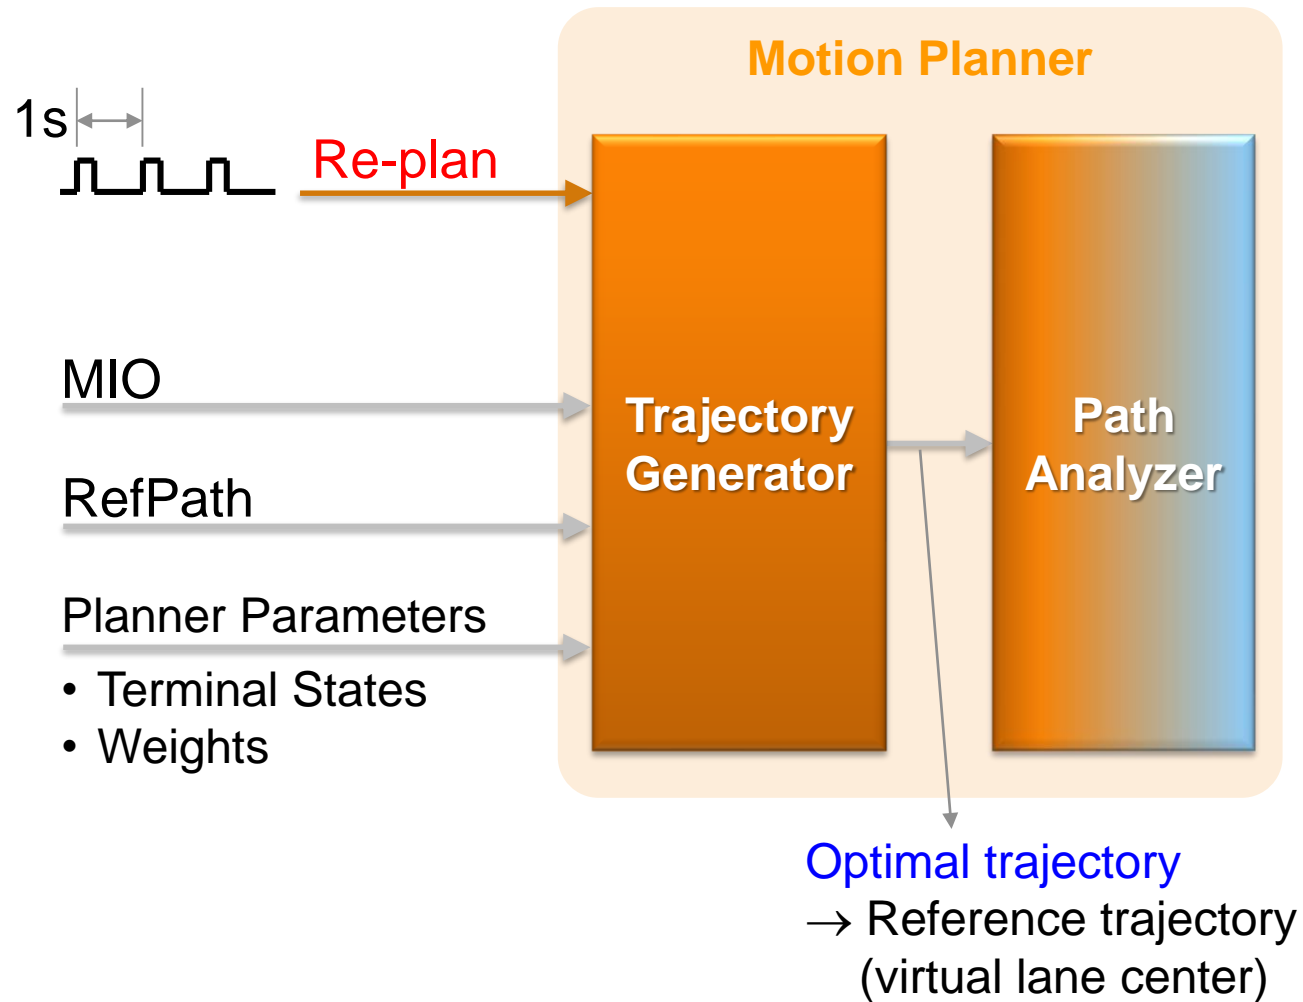 Motion Planner
1s
Re-plan
MIO
RefPath
Planner Parameters
• Terminal States
• Weights
Trajectory
Generator
Path
Analyzer
Optimal trajectory
→ Reference trajectory
(virtual lane center)